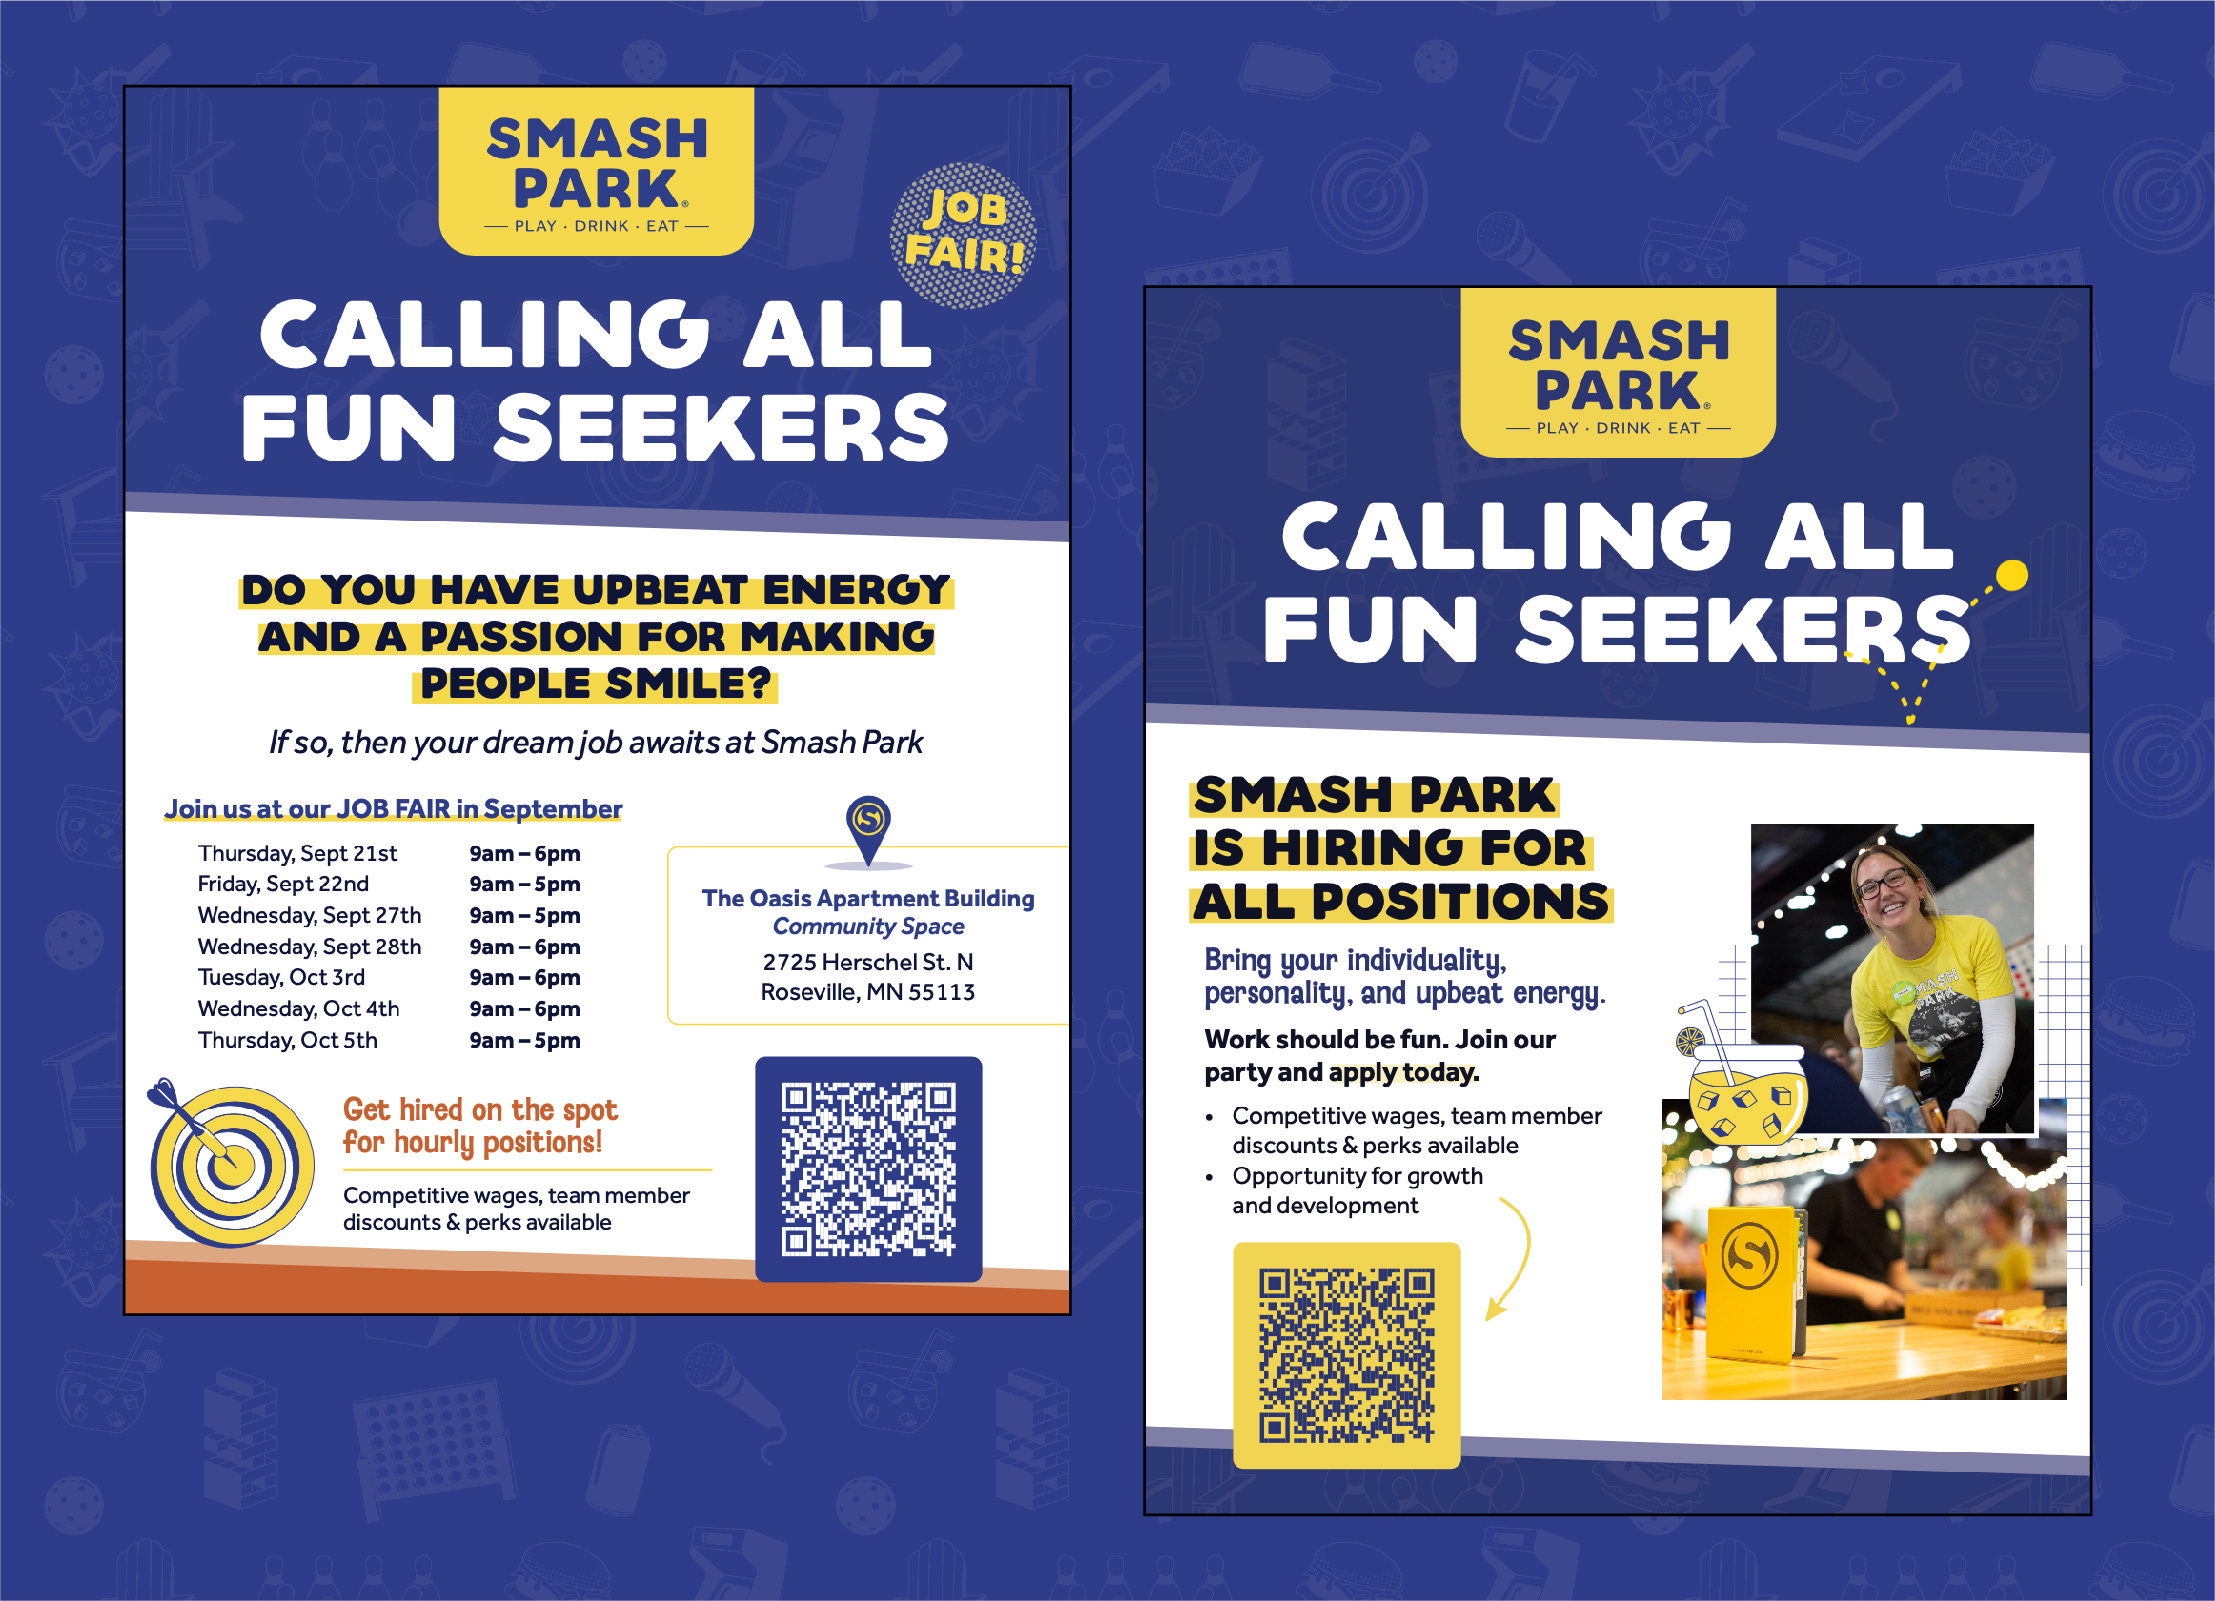 SMASH
PARK®
PLAY · DRINK · EAT
JOB
FAIR!
CALLING ALL
FUN SEEKERS
DO YOU HAVE UPBEAT ENERGY
AND A PASSION FOR MAKING
PEOPLE SMILE?
If so, then your dream job awaits at Smash Park
Join us at our JOB FAIR in September
Thursday, Sept 21st 9am – 6pm
Friday, Sept 22nd 9am – 5pm
Wednesday, Sept 27th 9am – 5pm
Wednesday, Sept 28th 9am – 6pm
Tuesday, Oct 3rd 9am – 6pm
Wednesday, Oct 4th 9am – 6pm
Thursday, Oct 5th 9am – 5pm
S
The Oasis Apartment Building
Community Space
2725 Herschel St. N
Roseville, MN 55113
Get hired on the spot
for hourly positions!
Competitive wages, team member
discounts & perks available
SMASH
PARK®
PLAY · DRINK · EAT
CALLING ALL
FUN SEEKERS
SMASH PARK
IS HIRING FOR
ALL POSITIONS
Bring your individuality,
personality, and upbeat energy.
Work should be fun. Join our
party and apply today.
• Competitive wages, team member
discounts & perks available
• Opportunity for growth
and development
SMASH
PARK
S